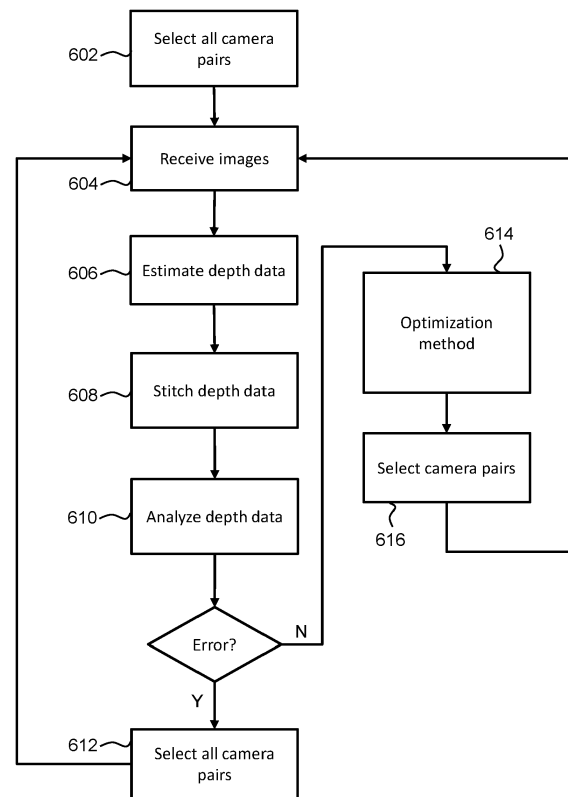 602
Select all camera
pairs
Receive images
604
614
606
Estimate depth data
Optimization
method
608
Stitch depth data
Select camera pairs
610
Analyze depth data
616
Error?
N
Y
612
Select all camera
pairs